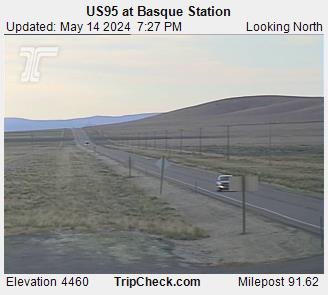 US95 at Basque Station
Updated: May 14 2024 7:27 PM Looking North
Elevation 4460 TripCheck.com Milepost 91.62